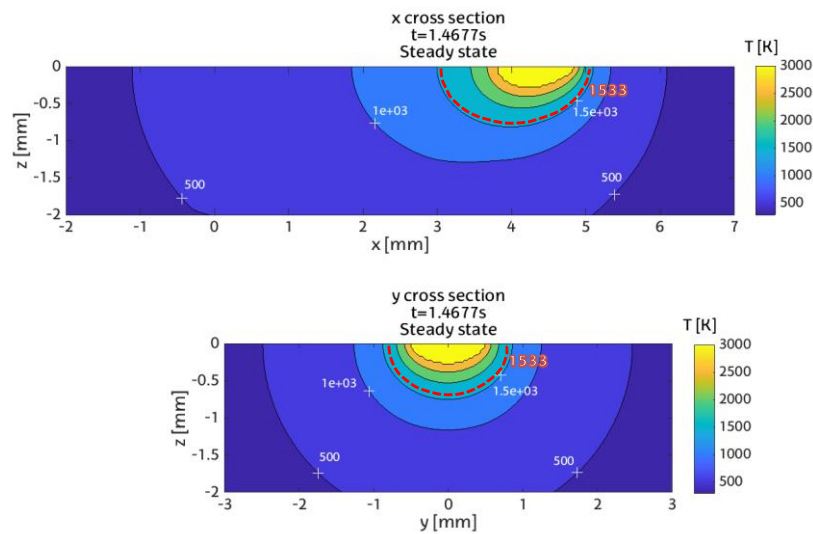 x cross section
t=1.4677s
Steady state
T [K]
0
-0.5
-1
-1.5
-2
z [mm]
1e+03
1533
1.5e+03
500
500
3000
2500
2000
1500
1000
500
-2 -1 0 1 2 3 4 5 6 7
x [mm]
y cross section
t=1.4677s
Steady state
T [K]
0
-0.5
-1
-1.5
-2
z [mm]
1533
1e+03
1.5e+03
500
500
3000
2500
2000
1500
1000
500
-3 -2 -1 0 1 2 3
y [mm]